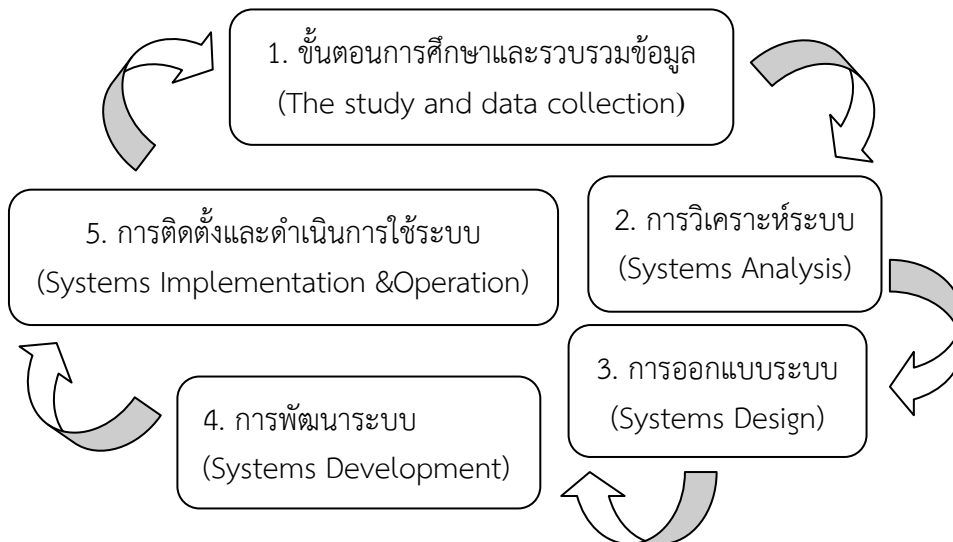 1. ขั้นตอนการศึกษาและรวบรวมข้อมูล
(The study and data collection)
2. การวิเคราะห์ระบบ
(Systems Analysis)
3. การออกแบบระบบ
(Systems Design)
4. การพัฒนาระบบ
(Systems Development)
5. การติดตั้งและดำเนินการใช้ระบบ
(Systems Implementation &Operation)